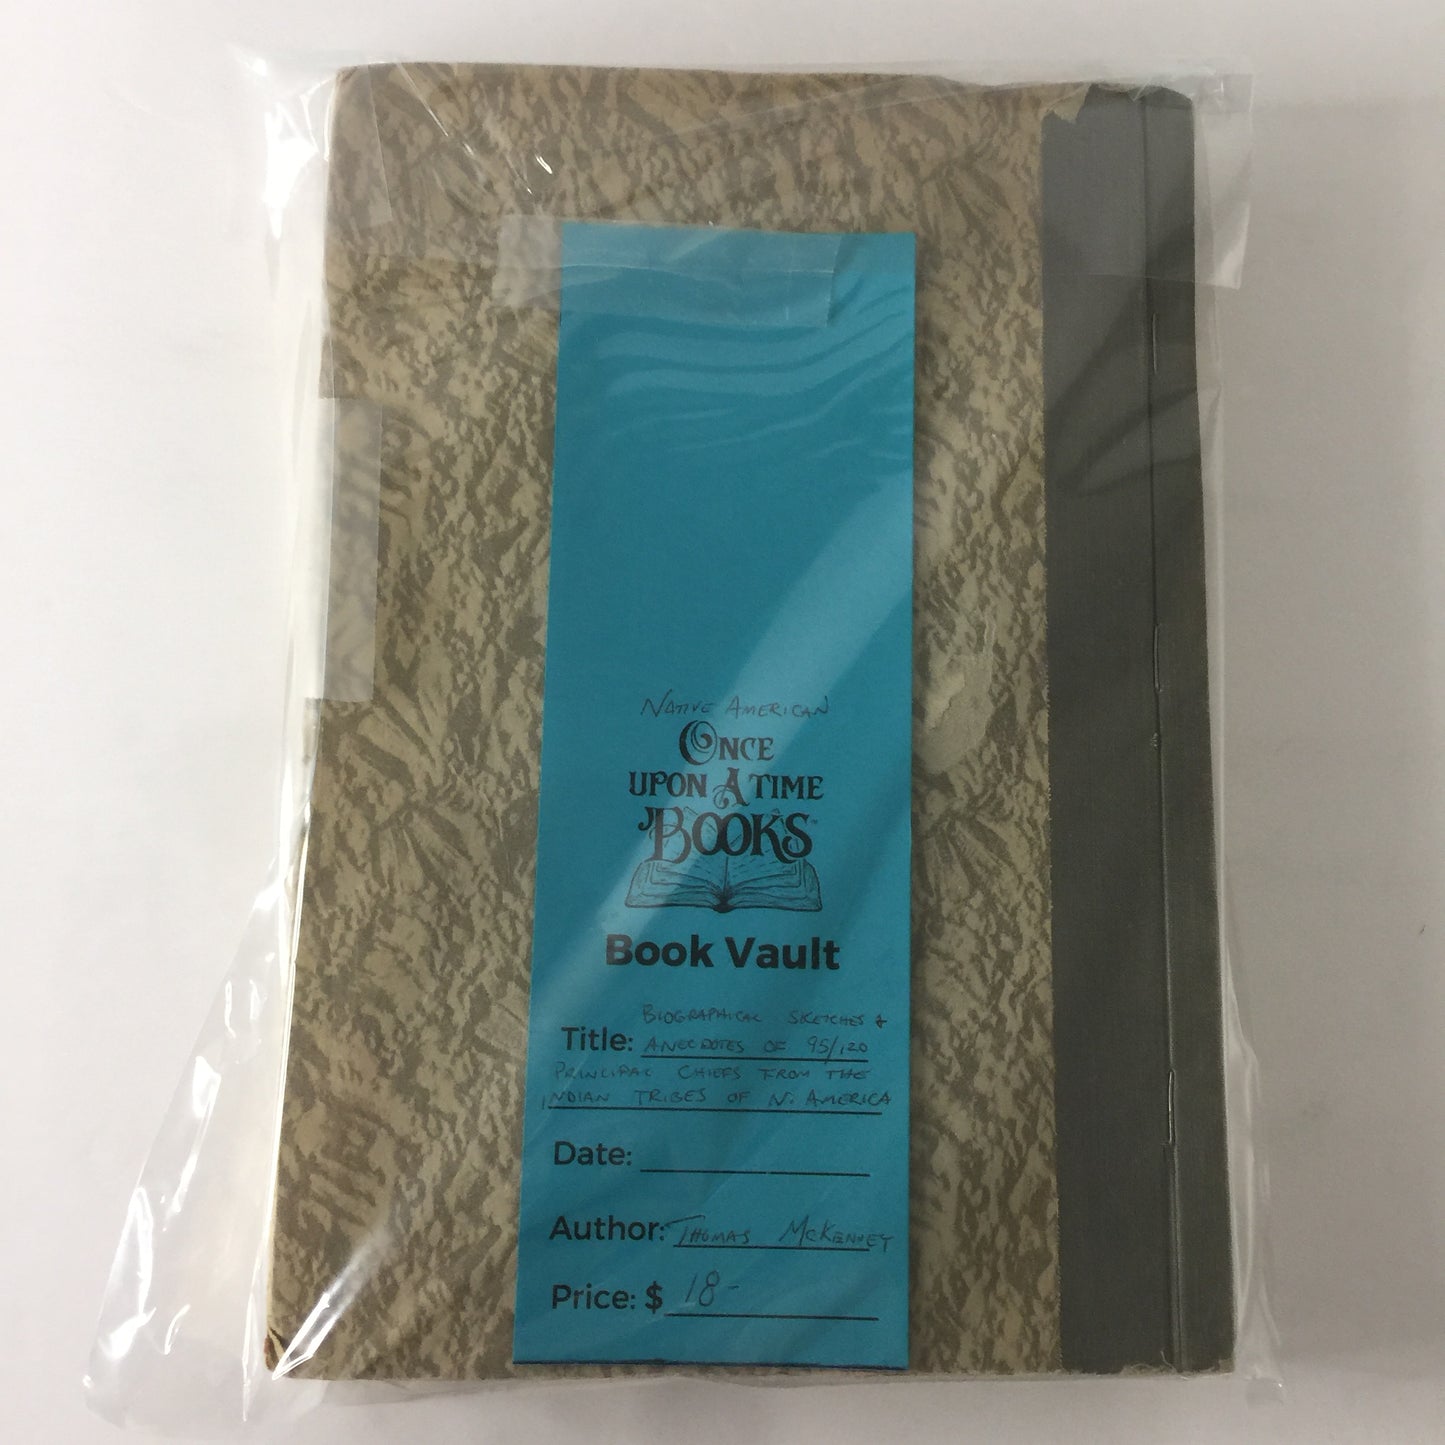 NATIVE AMERICAN
ONCE
UPON A TIME
BOOKS™
Book Vault
BIOGRAPHICAL SKETCHES &
Title: ANECDOTES OF 95/120
PRINCIPAL CHIEFS FROM THE
INDIAN TRIBES OF N. AMERICA
Date:
Author: THOMAS MCKENNEY
Price: $ 18-